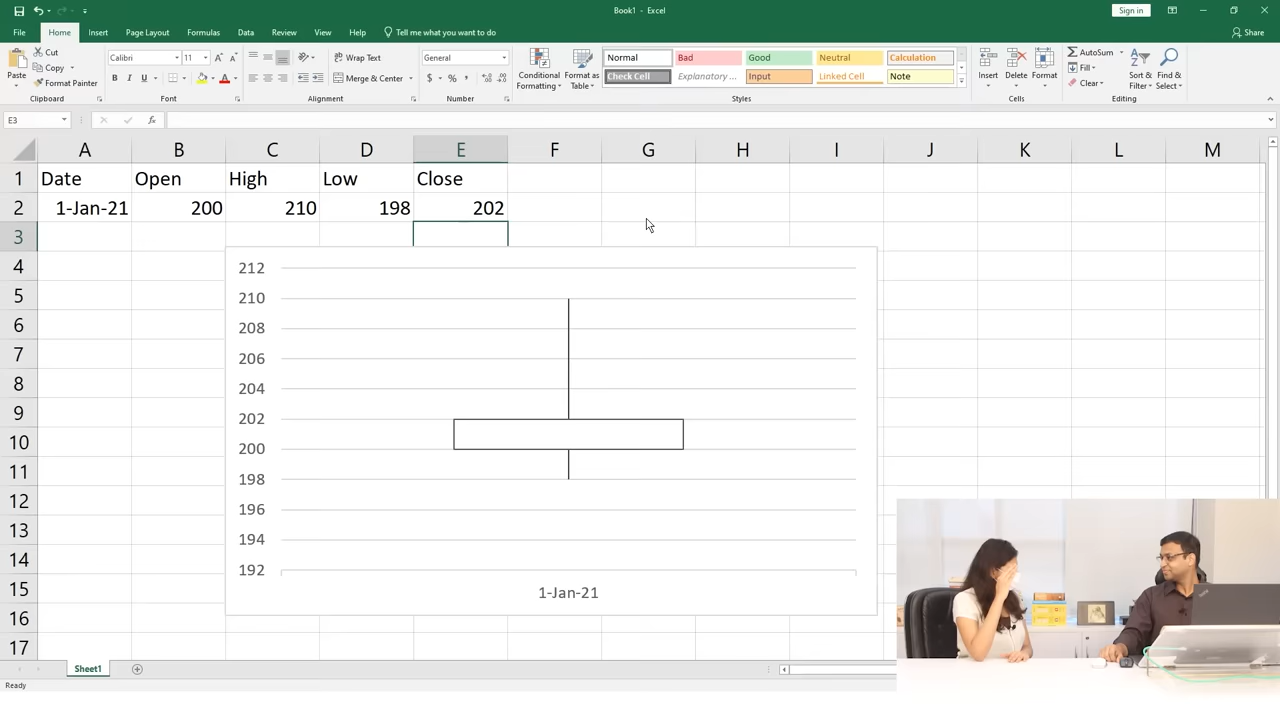 Book1 - Excel
Sign in
File Home Insert Page Layout Formulas Data Review View Help Tell me what you want to do Share
Paste
Cut
Copy
Format Painter
Clipboard
Calibri 11
B I U
Font
Wrap Text
Merge & Center
Alignment
General
$ % ,
Number
Conditional Formatting
Format as Table
Normal Bad Good Neutral Calculation
Check Cell Explanatory ... Input Linked Cell Note
Styles
Insert Delete Format
Cells
AutoSum
Fill
Clear
Sort & Filter
Find & Select
Editing
E3
fx
A B C D E F G H I J K L M
1 Date Open High Low Close
2 1-Jan-21 200 210 198 202
3
4
5
6
7
8
9
10
11
12
13
14
15
16
17
212
210
208
206
204
202
200
198
196
194
192
1-Jan-21
Sheet1
Ready